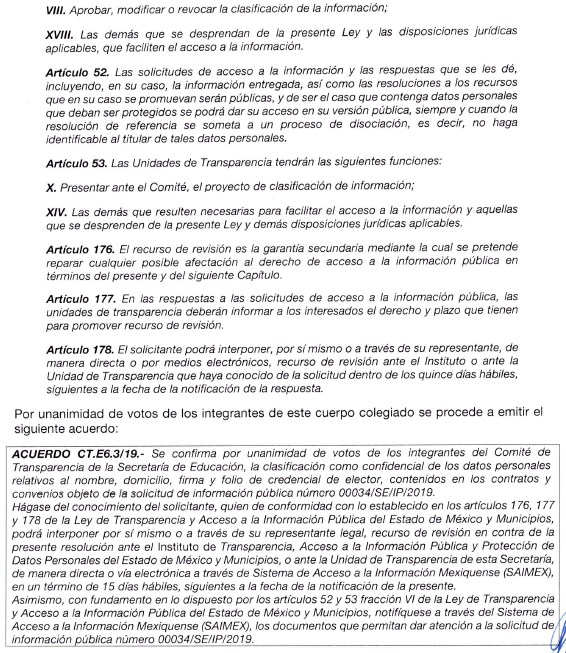 VIII. Aprobar, modificar o revocar la clasificación de la información;
XVIII. Las demás que se desprendan de la presente Ley y las disposiciones jurídicas
aplicables, que faciliten el acceso a la información.
Artículo 52. Las solicitudes de acceso a la información y las respuestas que se les dé,
incluyendo, en su caso, la información entregada, así como las resoluciones a los recursos
que en su caso se promuevan serán públicas, y de ser el caso que contenga datos personales
que deban ser protegidos se podrá dar su acceso en su versión pública, siempre y cuando la
resolución de referencia se someta a un proceso de disociación, es decir, no haga
identificable al titular de tales datos personales.
Artículo 53. Las Unidades de Transparencia tendrán las siguientes funciones:
X. Presentar ante el Comité, el proyecto de clasificación de información;
XIV. Las demás que resulten necesarias para facilitar el acceso a la información y aquellas
que se desprenden de la presente Ley y demás disposiciones jurídicas aplicables.
Artículo 176. El recurso de revisión es la garantía secundaria mediante la cual se pretende
reparar cualquier posible afectación al derecho de acceso a la información pública en
términos del presente y del siguiente Capítulo.
Artículo 177. En las respuestas a las solicitudes de acceso a la información pública, las
unidades de transparencia deberán informar a los interesados el derecho y plazo que tienen
para promover recurso de revisión.
Artículo 178. El solicitante podrá interponer, por sí mismo o a través de su representante, de
manera directa o por medios electrónicos, recurso de revisión ante el Instituto o ante la
Unidad de Transparencia que haya conocido de la solicitud dentro de los quince días hábiles,
siguientes a la fecha de la notificación de la respuesta.
Por unanimidad de votos de los integrantes de este cuerpo colegiado se procede a emitir el
siguiente acuerdo:
ACUERDO CT.E6.3/19.- Se confirma por unanimidad de votos de los integrantes del Comité de
Transparencia de la Secretaría de Educación, la clasificación como confidencial de los datos personales
relativos al nombre, domicilio, firma y folio de credencial de elector, contenidos en los contratos y
convenios objeto de la solicitud de información pública número 00034/SE/IP/2019.
Hágase del conocimiento del solicitante, quien de conformidad con lo establecido en los artículos 176, 177
y 178 de la Ley de Transparencia y Acceso a la Información Pública del Estado de México y Municipios,
podrá interponer por sí mismo o a través de su representante legal, recurso de revisión en contra de la
presente resolución ante el Instituto de Transparencia, Acceso a la Información Pública y Protección de
Datos Personales del Estado de México y Municipios, o ante la Unidad de Transparencia de esta Secretaría,
de manera directa o vía electrónica a través de Sistema de Acceso a la Información Mexiquense (SAIMEX),
en un término de 15 días hábiles, siguientes a la fecha de la notificación de la presente.
Asimismo, con fundamento en lo dispuesto por los artículos 52 y 53 fracción VI de la Ley de Transparencia
y Acceso a la Información Pública del Estado de México y Municipios, notifíquese a través del Sistema de
Acceso a la Información Mexiquense (SAIMEX), los documentos que permitan dar atención a la solicitud de
información pública número 00034/SE/IP/2019.